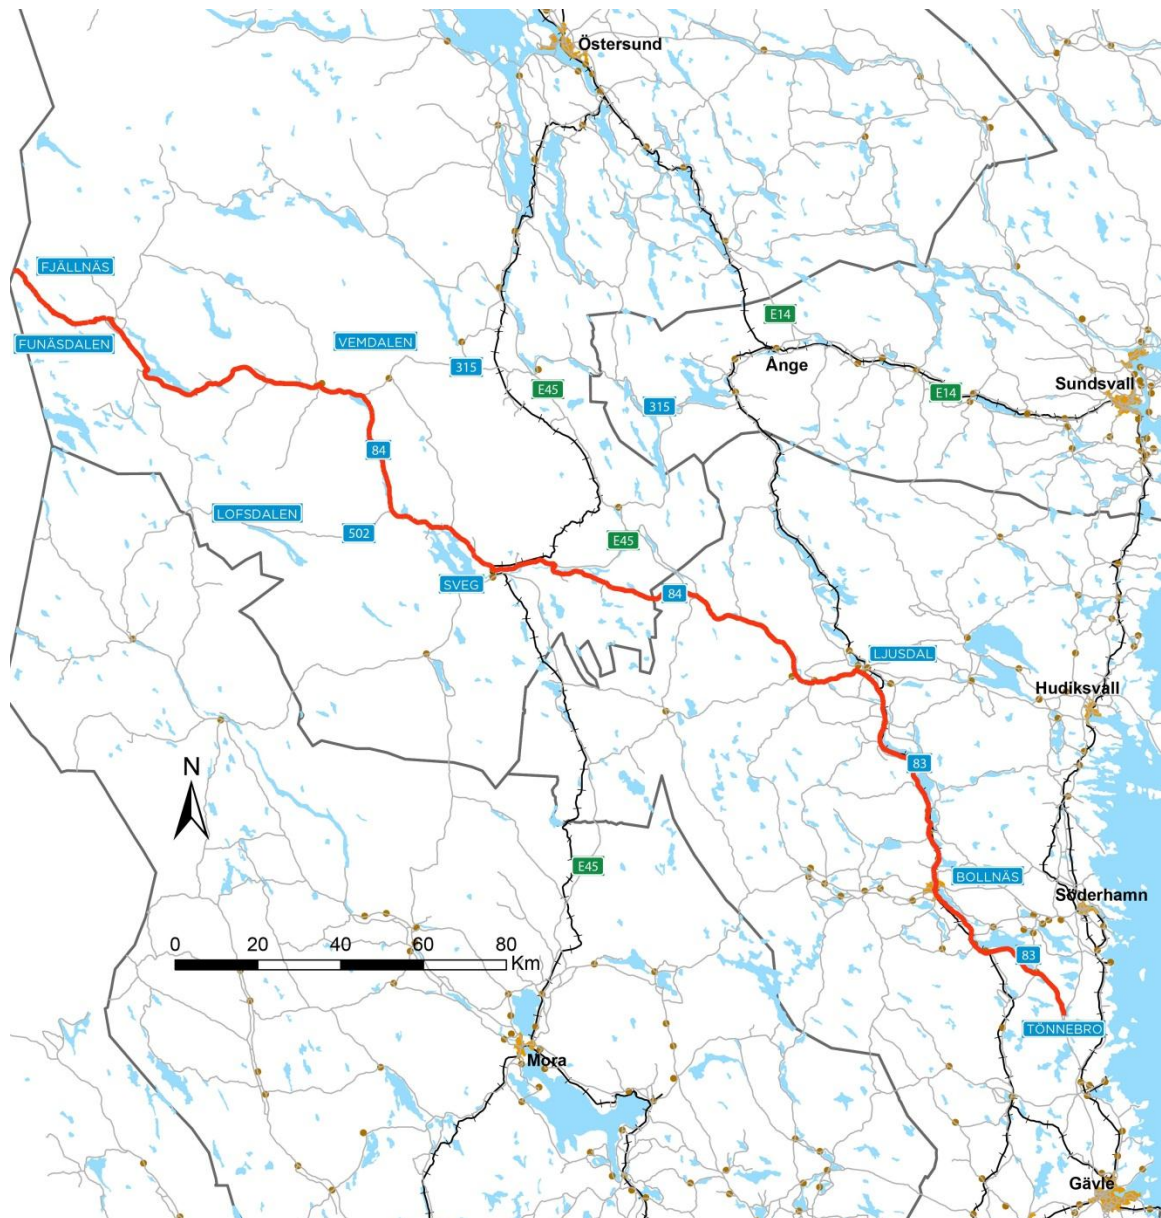 Östersund
FJÄLLNÄS
E14
FUNÄSDALEN
VEMDALEN
315
Ånge
E45
E14
Sundsvall
315
84
LOFSDALEN
502
E45
SVEG
84
LJUSDAL
Hudiksvall
N
83
E45
BOLLNÄS
Söderhamn
0 20 40 60 80
Km
83
TÖNNEBRO
Mora
Gävle